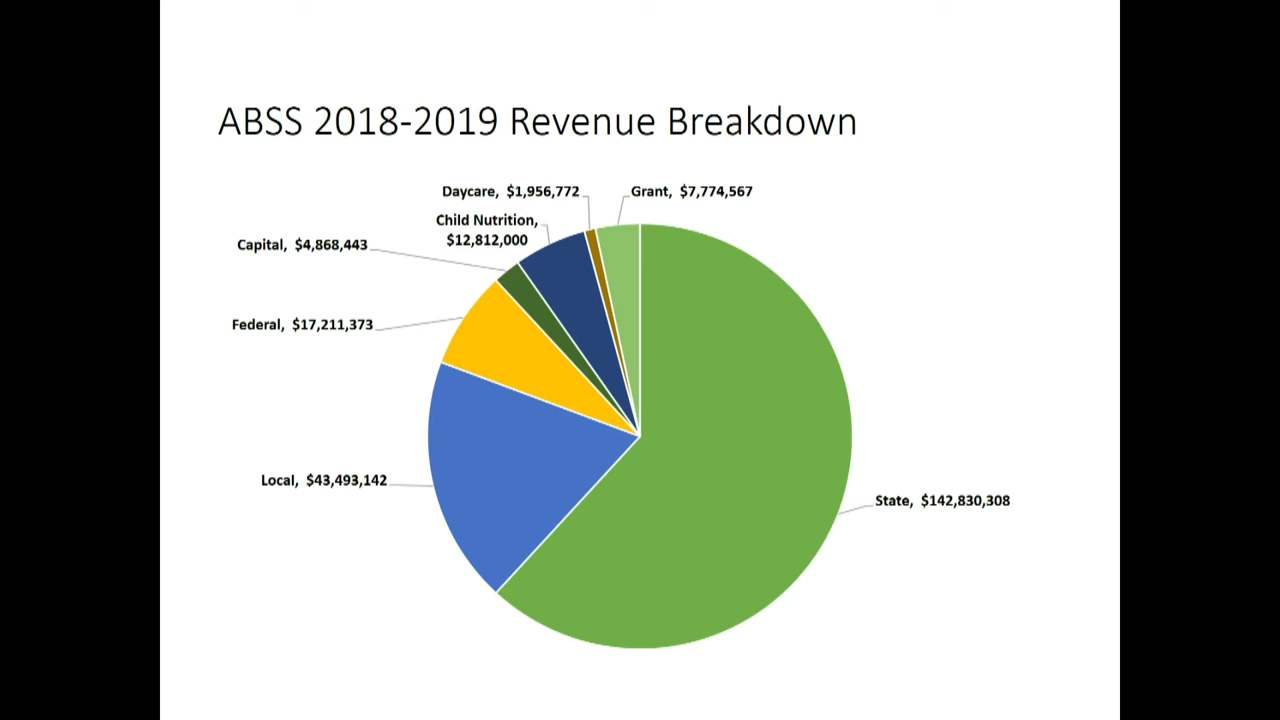 ABSS 2018-2019 Revenue Breakdown
Daycare, $1,956,772
Grant, $7,774,567
Child Nutrition,
$12,812,000
Capital, $4,868,443
Federal, $17,211,373
Local, $43,493,142
State, $142,830,308